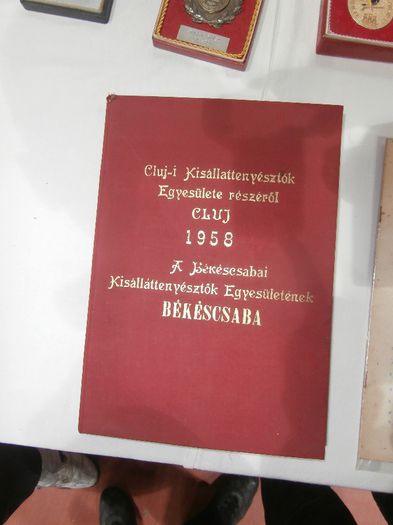 Cluj-i Kisállattenyésztők
Egyesülete részéről
CLUJ
1958
A Békéscsabai
Kisállattenyésztők Egyesületének
BÉKÉSCSABA